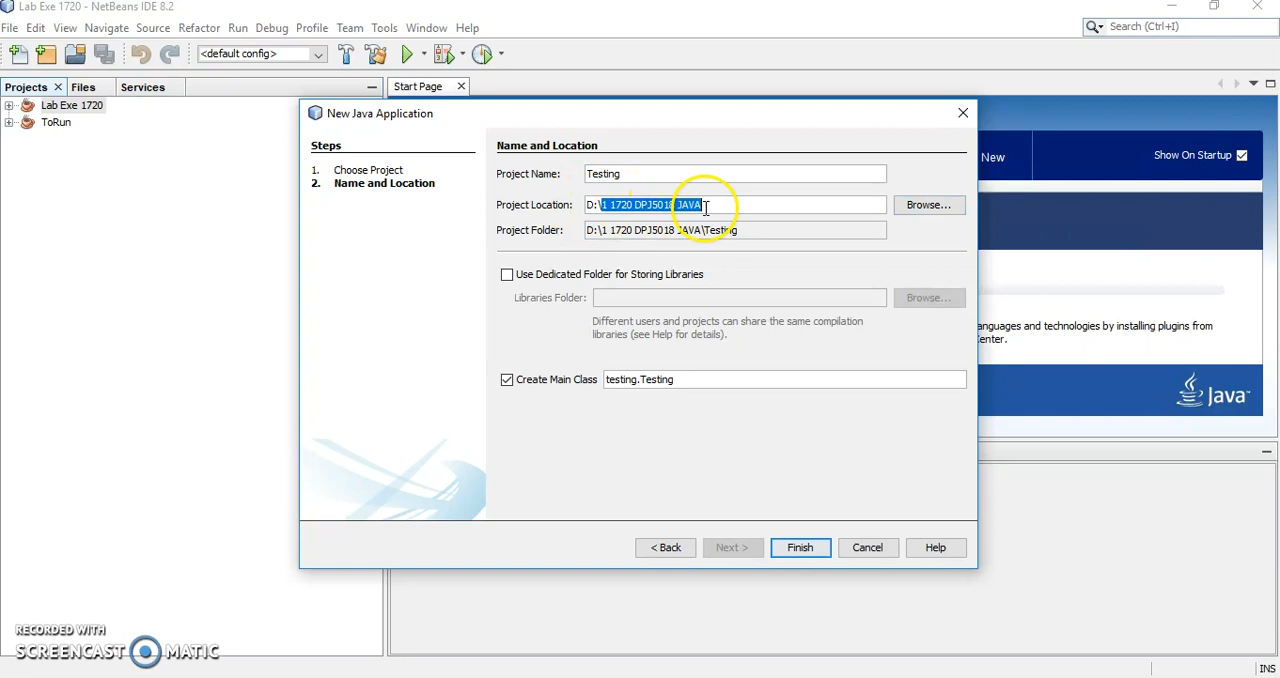 Lab Exe 1720 - NetBeans IDE 8.2
File Edit View Navigate Source Refactor Run Debug Profile Team Tools Window Help
Search (Ctrl+I)
<default config>
Projects Files Services
Start Page
Lab Exe 1720
ToRun
New Java Application
Steps
1. Choose Project
2. Name and Location
Name and Location
Project Name: Testing
Project Location: D:\1 1720 DPJ5018 JAVA
Browse...
Project Folder: D:\1 1720 DPJ5018 JAVA\Testing
Use Dedicated Folder for Storing Libraries
Libraries Folder:
Browse...
Different users and projects can share the same compilation
libraries (see Help for details).
Create Main Class testing.Testing
< Back Next > Finish Cancel Help
New
Show On Startup
anguages and technologies by installing plugins from
Center.
Java
RECORDED WITH
SCREENCAST MATIC
INS